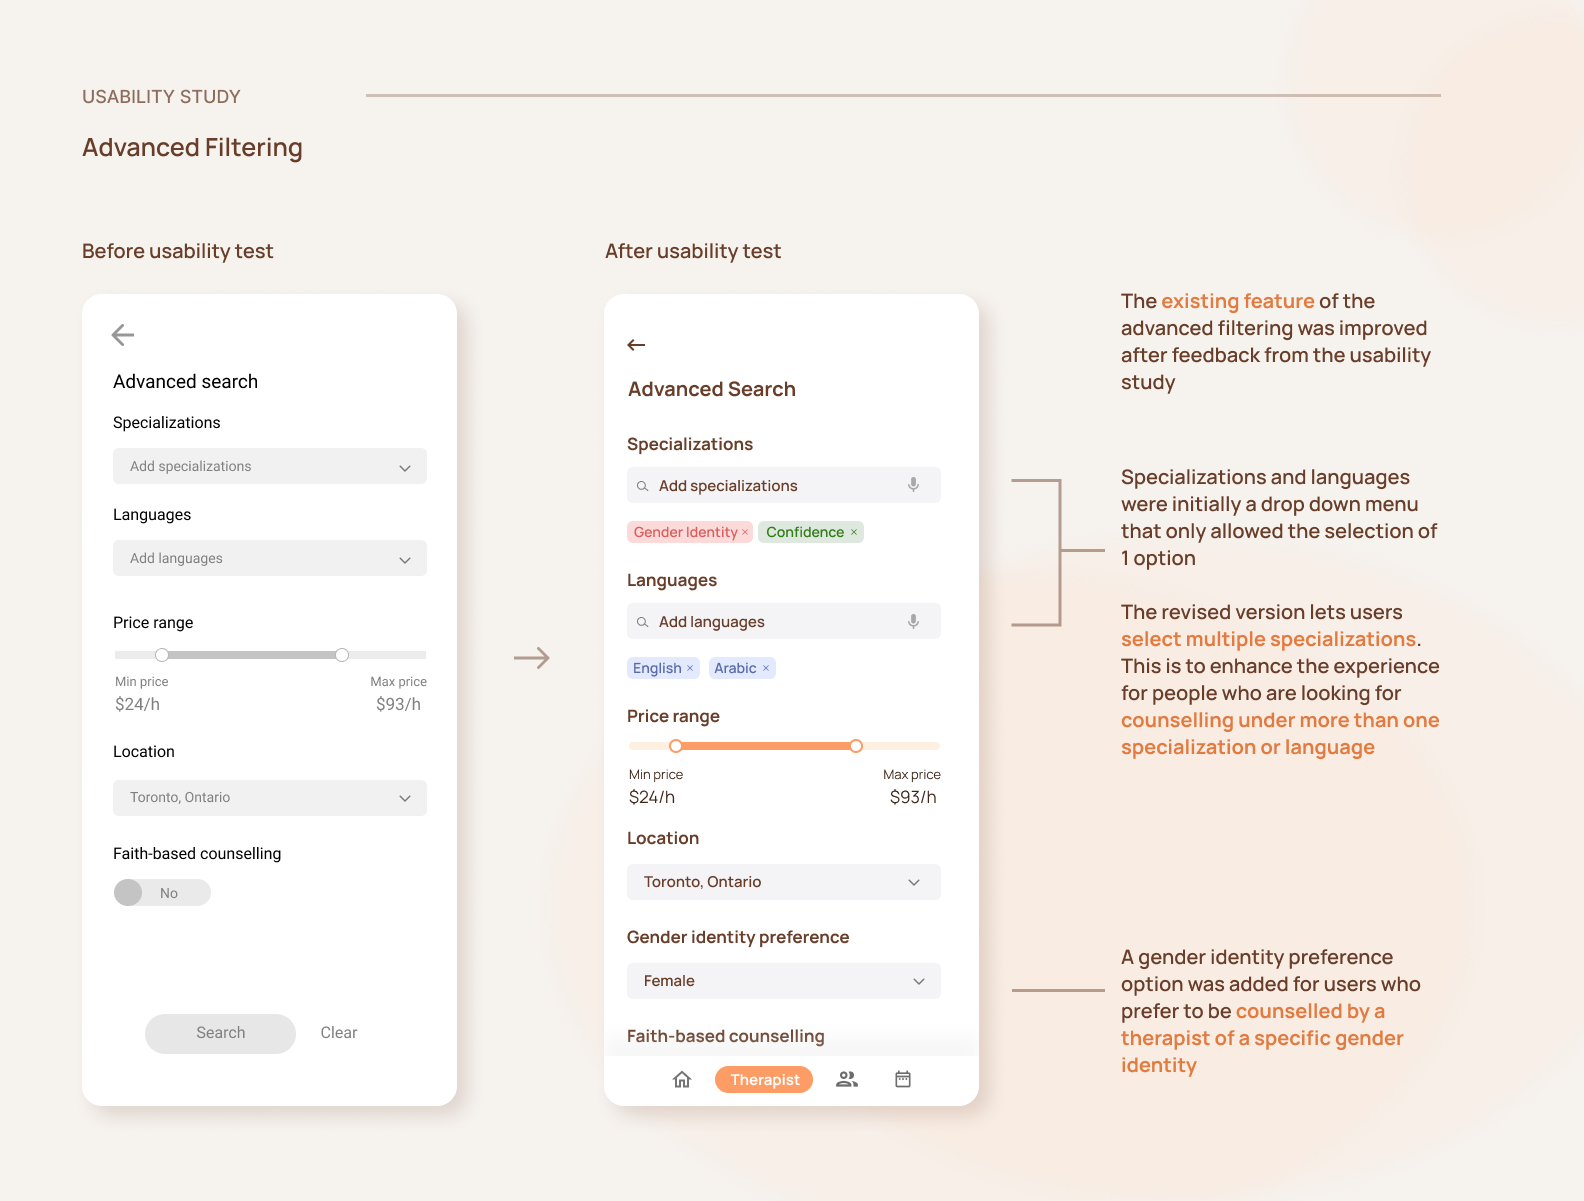 USABILITY STUDY
Advanced Filtering
Before usability test
Advanced search
Specializations
Add specializations
Languages
Add languages
Price range
Min price
Max price
$24/h
$93/h
Location
Toronto, Ontario
Faith-based counselling
No
Search
Clear
After usability test
Advanced Search
Specializations
Add specializations
Gender Identity ×
Confidence ×
Languages
Add languages
English ×
Arabic ×
Price range
Min price
Max price
$24/h
$93/h
Location
Toronto, Ontario
Gender identity preference
Female
Faith-based counselling
Therapist
The existing feature of the
advanced filtering was improved
after feedback from the usability
study
Specializations and languages
were initially a drop down menu
that only allowed the selection of
1 option
The revised version lets users
select multiple specializations.
This is to enhance the experience
for people who are looking for
counselling under more than one
specialization or language
A gender identity preference
option was added for users who
prefer to be counselled by a
therapist of a specific gender
identity